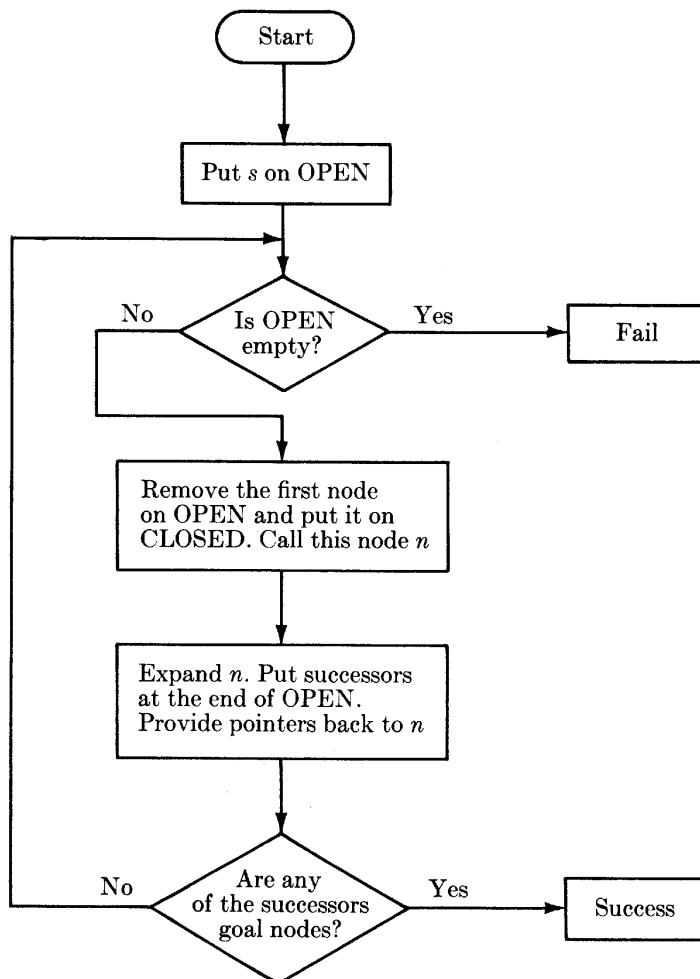 Start
Put s on OPEN
Is OPEN
empty?
No
Yes
Fail
Remove the first node
on OPEN and put it on
CLOSED. Call this node n
Expand n. Put successors
at the end of OPEN.
Provide pointers back to n
Are any
of the successors
goal nodes?
No
Yes
Success